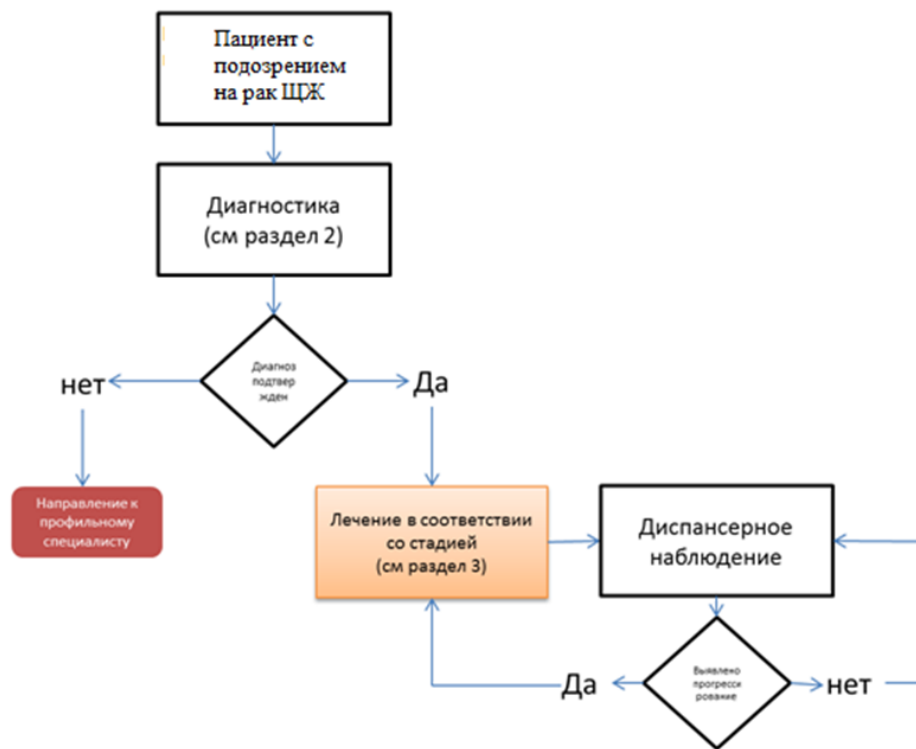 Пациент с
подозрением
на рак ЩЖ
Диагностика
(см раздел 2)
Диагноз
подтвер
жден
нет
Да
Направление к
профильному
специалисту
Лечение в соответствии
со стадией
(см раздел 3)
Диспансерное
наблюдение
Выявлено
прогресси
рование
Да
нет